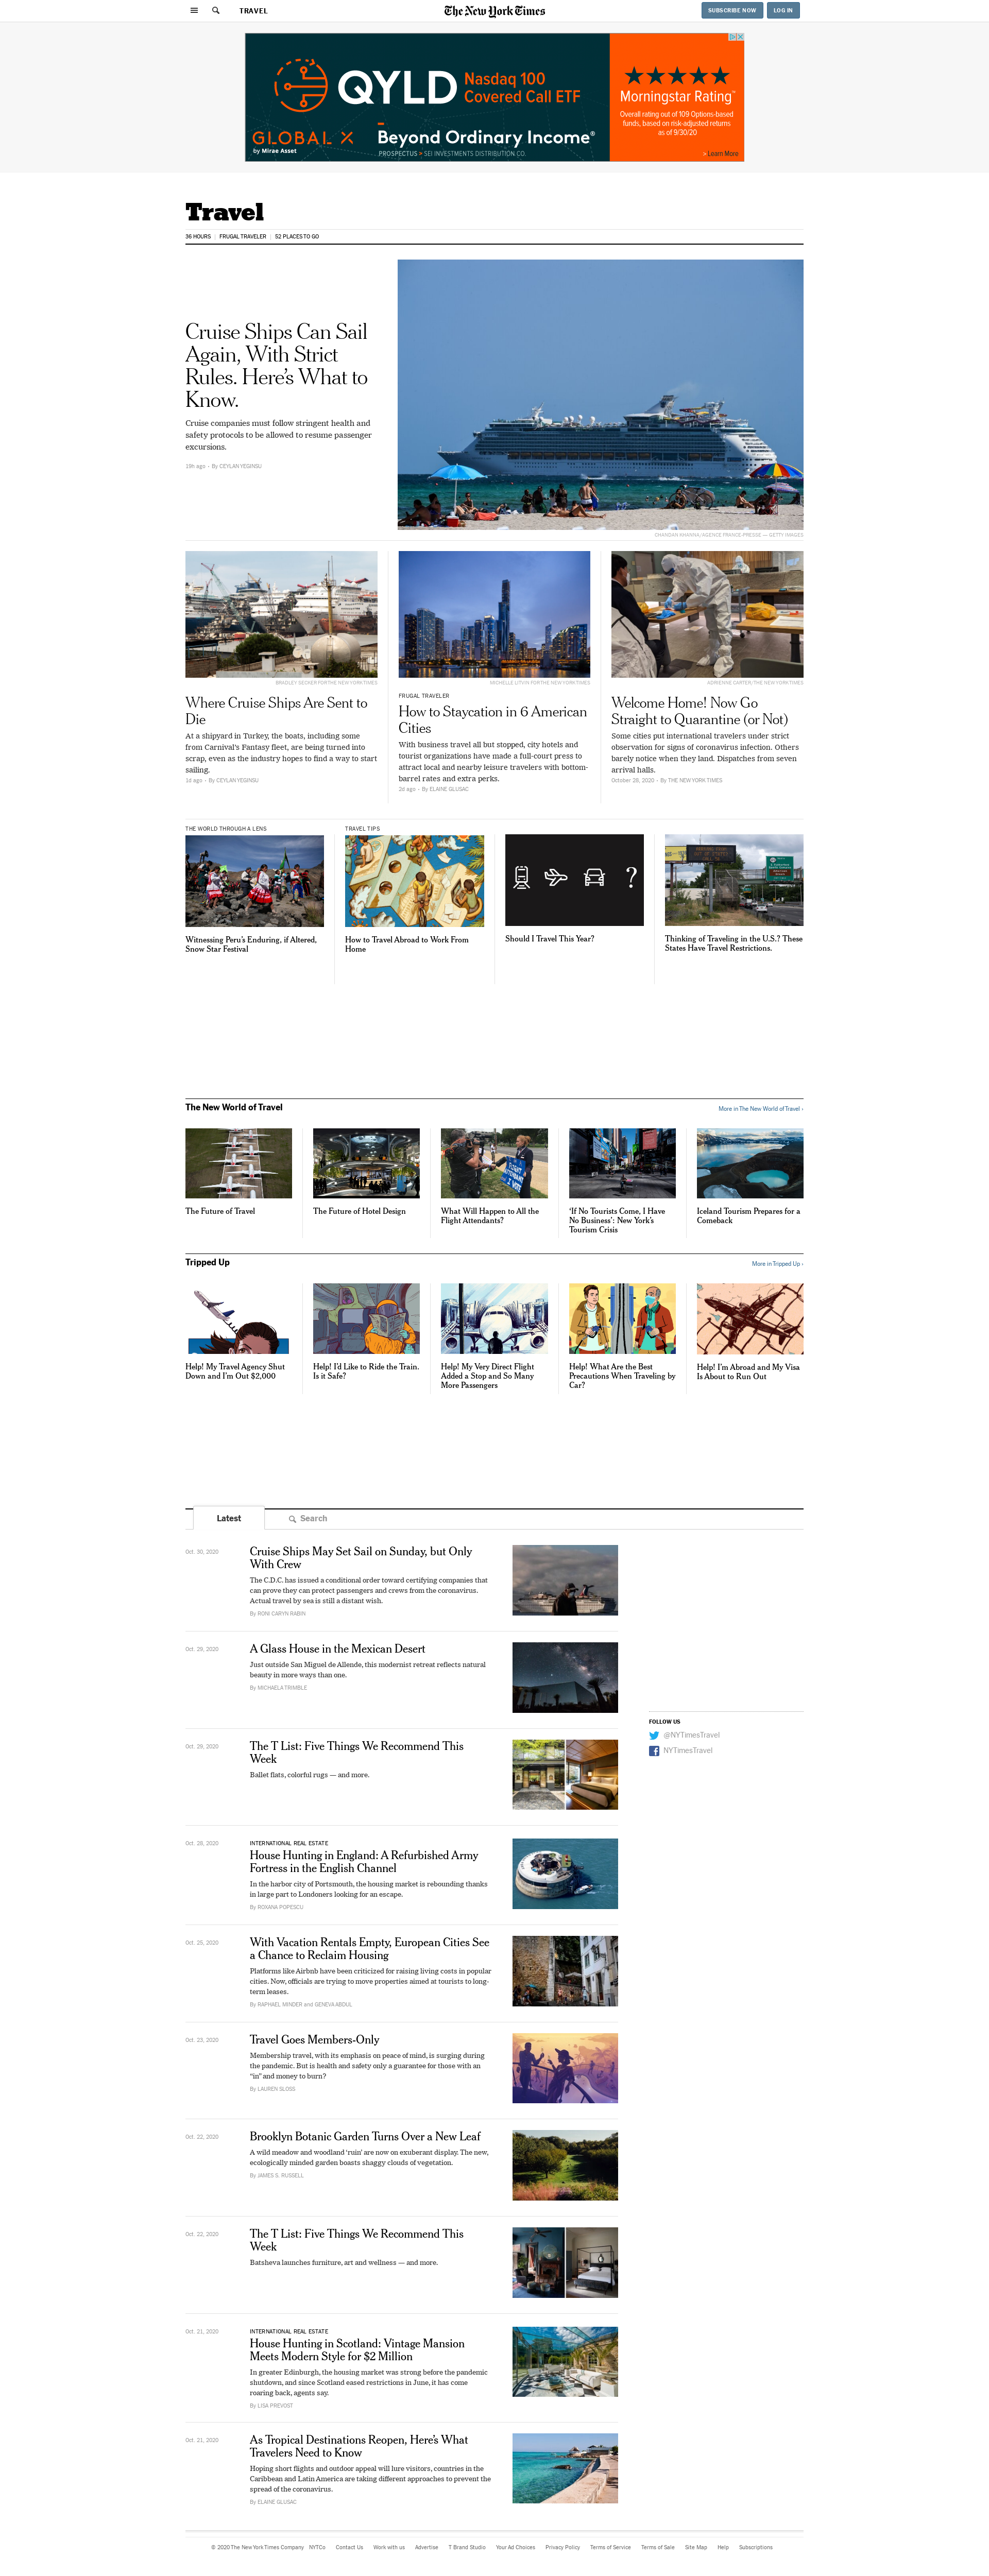 TRAVEL
The New York Times
SUBSCRIBE NOW
LOG IN
QYLD
Nasdaq 100
Covered Call ETF
GLOBAL X
by Mirae Asset
Beyond Ordinary Income®
PROSPECTUS > SEI INVESTMENTS DISTRIBUTION CO.
★★★★★
Morningstar Rating™
Overall rating out of 109 Options-based
funds, based on risk-adjusted returns
as of 9/30/20
> Learn More
Travel
36 HOURS
FRUGAL TRAVELER
52 PLACES TO GO
Cruise Ships Can Sail
Again, With Strict
Rules. Here’s What to
Know.
Cruise companies must follow stringent health and
safety protocols to be allowed to resume passenger
excursions.
19h ago · By CEYLAN YEGINSU
CHANDAN KHANNA/AGENCE FRANCE-PRESSE — GETTY IMAGES
BRADLEY SECKER FOR THE NEW YORK TIMES
Where Cruise Ships Are Sent to
Die
At a shipyard in Turkey, the boats, including some
from Carnival’s Fantasy fleet, are being turned into
scrap, even as the industry hopes to find a way to start
sailing.
1d ago · By CEYLAN YEGINSU
MICHELLE LITVIN FOR THE NEW YORK TIMES
FRUGAL TRAVELER
How to Staycation in 6 American
Cities
With business travel all but stopped, city hotels and
tourist organizations have made a full-court press to
attract local and nearby leisure travelers with bottom-
barrel rates and extra perks.
2d ago · By ELAINE GLUSAC
ADRIENNE CARTER/THE NEW YORK TIMES
Welcome Home! Now Go
Straight to Quarantine (or Not)
Some cities put international travelers under strict
observation for signs of coronavirus infection. Others
barely notice when they land. Dispatches from seven
arrival halls.
October 26, 2020 · By THE NEW YORK TIMES
THE WORLD THROUGH A LENS
Witnessing Peru’s Enduring, if Altered,
Snow Star Festival
TRAVEL TIPS
How to Travel Abroad to Work From
Home
?
Should I Travel This Year?
Thinking of Traveling in the U.S.? These
States Have Travel Restrictions.
The New World of Travel
More in The New World of Travel ›
The Future of Travel
The Future of Hotel Design
What Will Happen to All the
Flight Attendants?
‘If No Tourists Come, I Have
No Business’: New York’s
Tourism Crisis
Iceland Tourism Prepares for a
Comeback
Tripped Up
More in Tripped Up ›
Help! My Travel Agency Shut
Down and I’m Out $2,000
Help! I’d Like to Ride the Train.
Is it Safe?
Help! My Very Direct Flight
Added a Stop and So Many
More Passengers
Help! What Are the Best
Precautions When Traveling by
Car?
Help! I’m Abroad and My Visa
Is About to Run Out
Latest
Search
Oct. 30, 2020
Cruise Ships May Set Sail on Sunday, but Only
With Crew
The C.D.C. has issued a conditional order toward certifying companies that
can prove they can protect passengers and crews from the coronavirus.
Actual travel by sea is still a distant wish.
By RONI CARYN RABIN
Oct. 29, 2020
A Glass House in the Mexican Desert
Just outside San Miguel de Allende, this modernist retreat reflects natural
beauty in more ways than one.
By MICHAELA TRIMBLE
FOLLOW US
@NYTimesTravel
NYTimesTravel
Oct. 29, 2020
The T List: Five Things We Recommend This
Week
Ballet flats, colorful rugs — and more.
Oct. 28, 2020
INTERNATIONAL REAL ESTATE
House Hunting in England: A Refurbished Army
Fortress in the English Channel
In the harbor city of Portsmouth, the housing market is rebounding thanks
in large part to Londoners looking for an escape.
By ROXANA POPESCU
Oct. 25, 2020
With Vacation Rentals Empty, European Cities See
a Chance to Reclaim Housing
Platforms like Airbnb have been criticized for raising living costs in popular
cities. Now, officials are trying to move properties aimed at tourists to long-
term leases.
By RAPHAEL MINDER and GENEVA ABDUL
Oct. 23, 2020
Travel Goes Members-Only
Membership travel, with its emphasis on peace of mind, is surging during
the pandemic. But is health and safety only a guarantee for those with an
“in” and money to burn?
By LAUREN SLOSS
Oct. 22, 2020
Brooklyn Botanic Garden Turns Over a New Leaf
A wild meadow and woodland ‘ruin’ are now on exuberant display. The new,
ecologically minded garden boasts shaggy clouds of vegetation.
By JAMES S. RUSSELL
Oct. 22, 2020
The T List: Five Things We Recommend This
Week
Batsheva launches furniture, art and wellness — and more.
Oct. 21, 2020
INTERNATIONAL REAL ESTATE
House Hunting in Scotland: Vintage Mansion
Meets Modern Style for $2 Million
In greater Edinburgh, the housing market was strong before the pandemic
shutdown, and since Scotland eased restrictions in June, it has come
roaring back, agents say.
By LISA PREVOST
Oct. 21, 2020
As Tropical Destinations Reopen, Here’s What
Travelers Need to Know
Hoping short flights and outdoor appeal will lure visitors, countries in the
Caribbean and Latin America are taking different approaches to prevent the
spread of the coronavirus.
By ELAINE GLUSAC
© 2020 The New York Times Company
NYTCo
Contact Us
Work with us
Advertise
T Brand Studio
Your Ad Choices
Privacy Policy
Terms of Service
Terms of Sale
Site Map
Help
Subscriptions